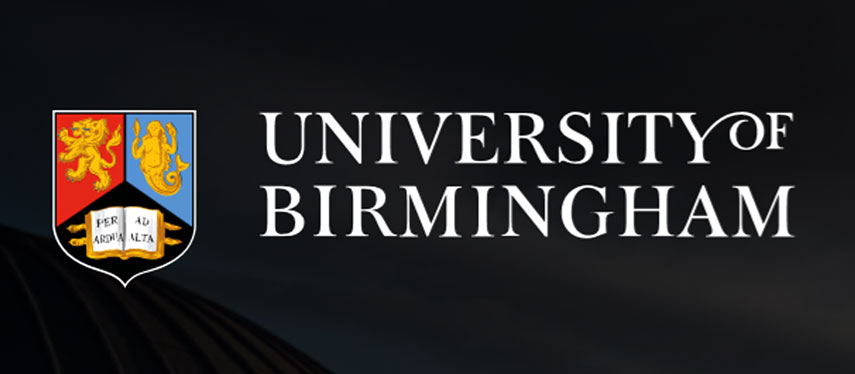 UNIVERSITY OF
BIRMINGHAM
PER AD
ARDUA ALTA